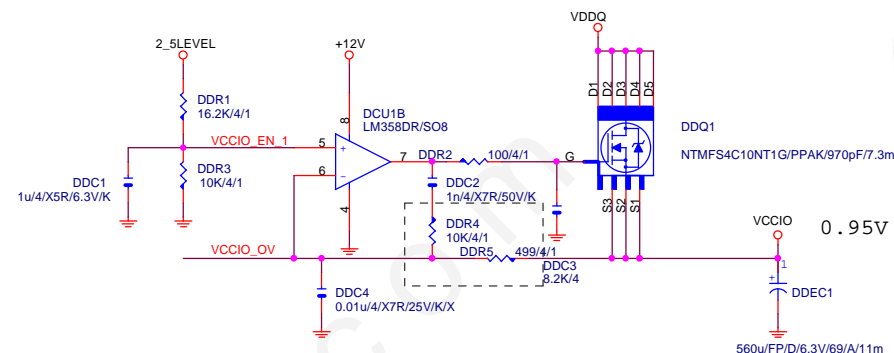 VDDQ
2_5LEVEL
+12V
D1
D2
D3
D4
D5
DDR1
16.2K/4/1
8
DCU1B
LM358DR/SO8
DDQ1
VCCIO_EN_1
5
+
7
DDR2
100/4/1
G
NTMFS4C10NT1G/PPAK/970pF/7.3m
6
-
DDC1
1u/4/X5R/6.3V/K
DDR3
10K/4/1
4
DDC2
1n/4/X7R/50V/K
S3
S2
S1
DDR4
10K/4/1
VCCIO
0.95V
VCCIO_OV
DDR5
499/4/1
DDC3
8.2K/4
1
+
DDC4
0.01u/4/X7R/25V/K/X
DDEC1
560u/FP/D/6.3V/69/A/11m
com